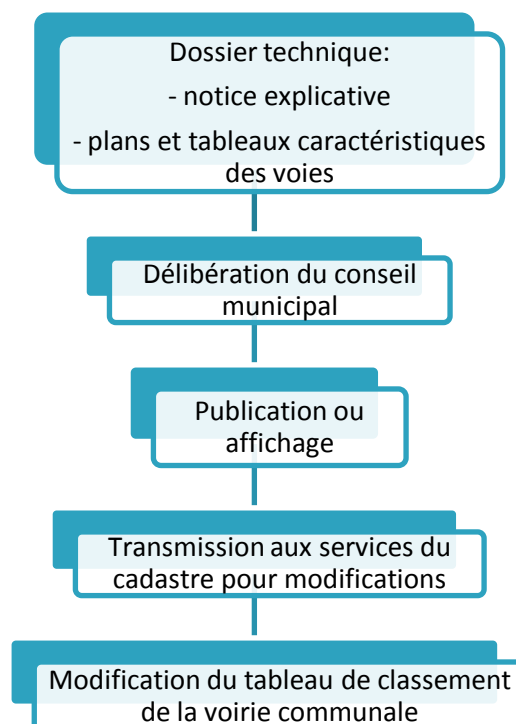 Dossier technique:
- notice explicative
- plans et tableaux caractéristiques
des voies
Délibération du conseil
municipal
Publication ou
affichage
Transmission aux services du
cadastre pour modifications
Modification du tableau de classement
de la voirie communale